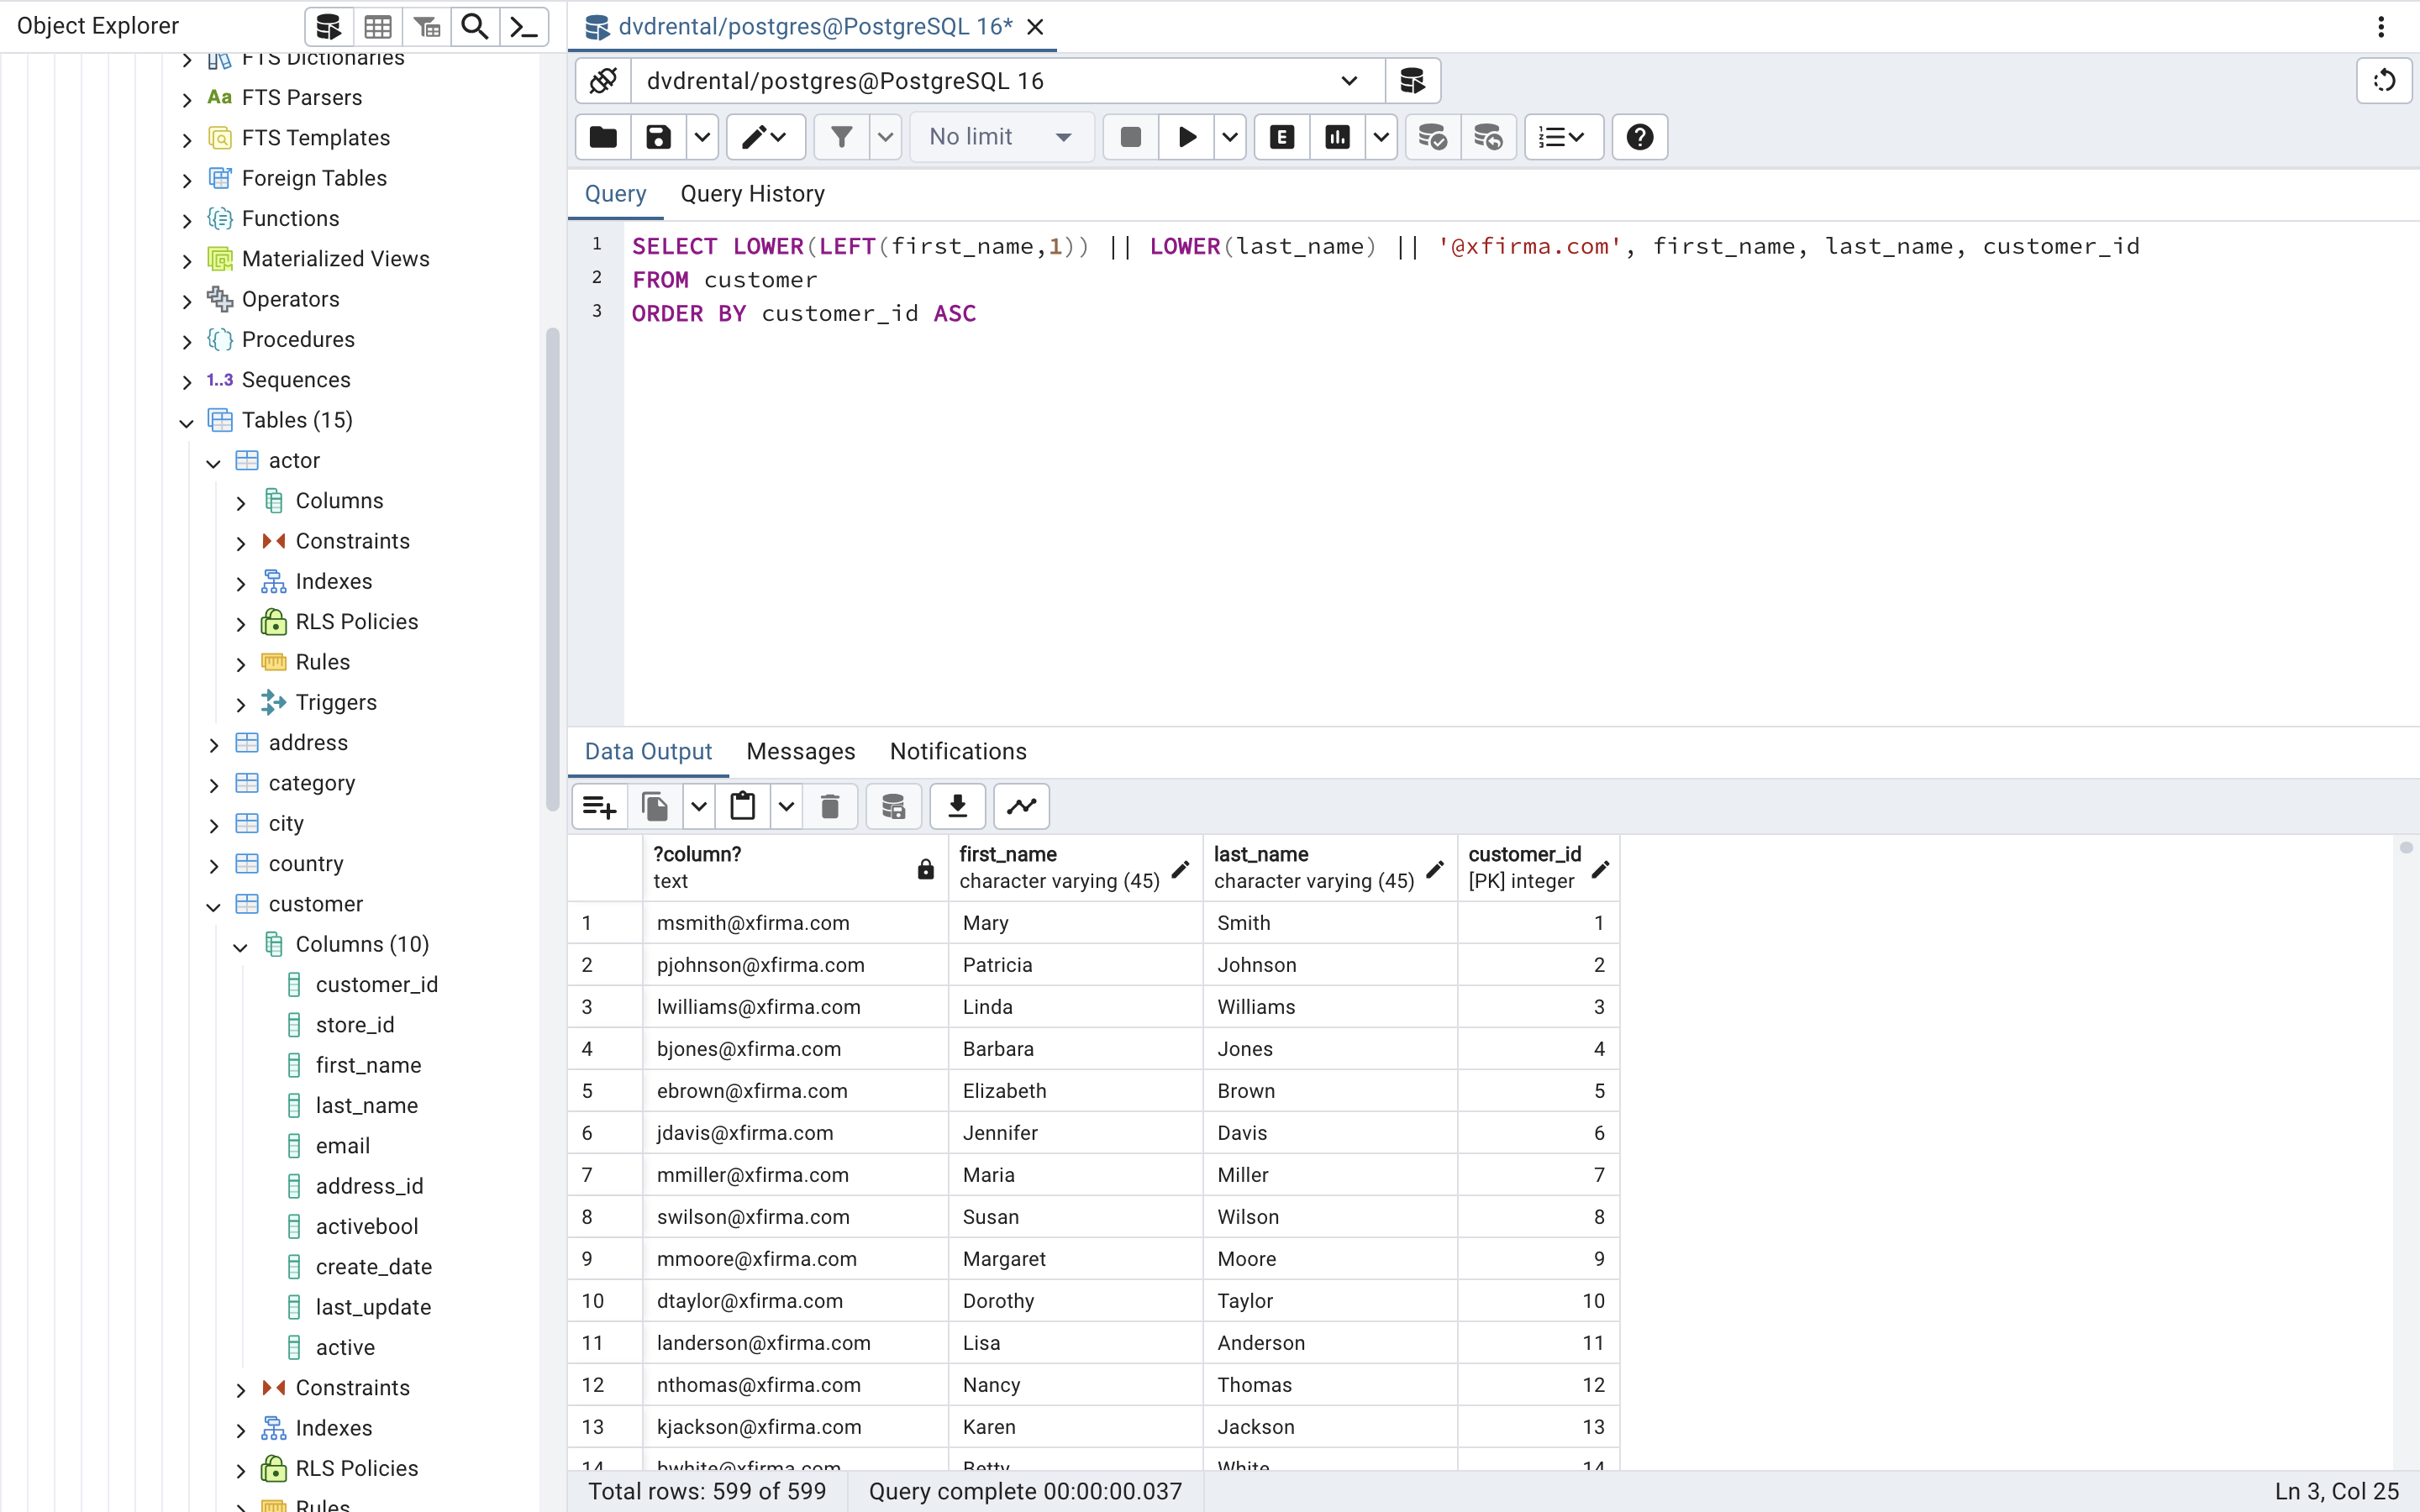 Object Explorer
FTS Dictionaries
Aa FTS Parsers
FTS Templates
Foreign Tables
Functions
Materialized Views
Operators
Procedures
1..3 Sequences
Tables (15)
actor
Columns
Constraints
Indexes
RLS Policies
Rules
Triggers
address
category
city
country
customer
Columns (10)
customer_id
store_id
first_name
last_name
email
address_id
activebool
create_date
last_update
active
Constraints
Indexes
RLS Policies
Rules
dvdrental/postgres@PostgreSQL 16*
dvdrental/postgres@PostgreSQL 16
No limit
E
Query Query History
1 SELECT LOWER(LEFT(first_name,1)) || LOWER(last_name) || '@xfirma.com', first_name, last_name, customer_id
2 FROM customer
3 ORDER BY customer_id ASC
Data Output Messages Notifications
?column? first_name last_name customer_id
text character varying (45) character varying (45) [PK] integer
1 msmith@xfirma.com Mary Smith 1
2 pjohnson@xfirma.com Patricia Johnson 2
3 lwilliams@xfirma.com Linda Williams 3
4 bjones@xfirma.com Barbara Jones 4
5 ebrown@xfirma.com Elizabeth Brown 5
6 jdavis@xfirma.com Jennifer Davis 6
7 mmiller@xfirma.com Maria Miller 7
8 swilson@xfirma.com Susan Wilson 8
9 mmoore@xfirma.com Margaret Moore 9
10 dtaylor@xfirma.com Dorothy Taylor 10
11 landerson@xfirma.com Lisa Anderson 11
12 nthomas@xfirma.com Nancy Thomas 12
13 kjackson@xfirma.com Karen Jackson 13
14 bwhite@xfirma.com Betty White 14
Total rows: 599 of 599 Query complete 00:00:00.037 Ln 3, Col 25